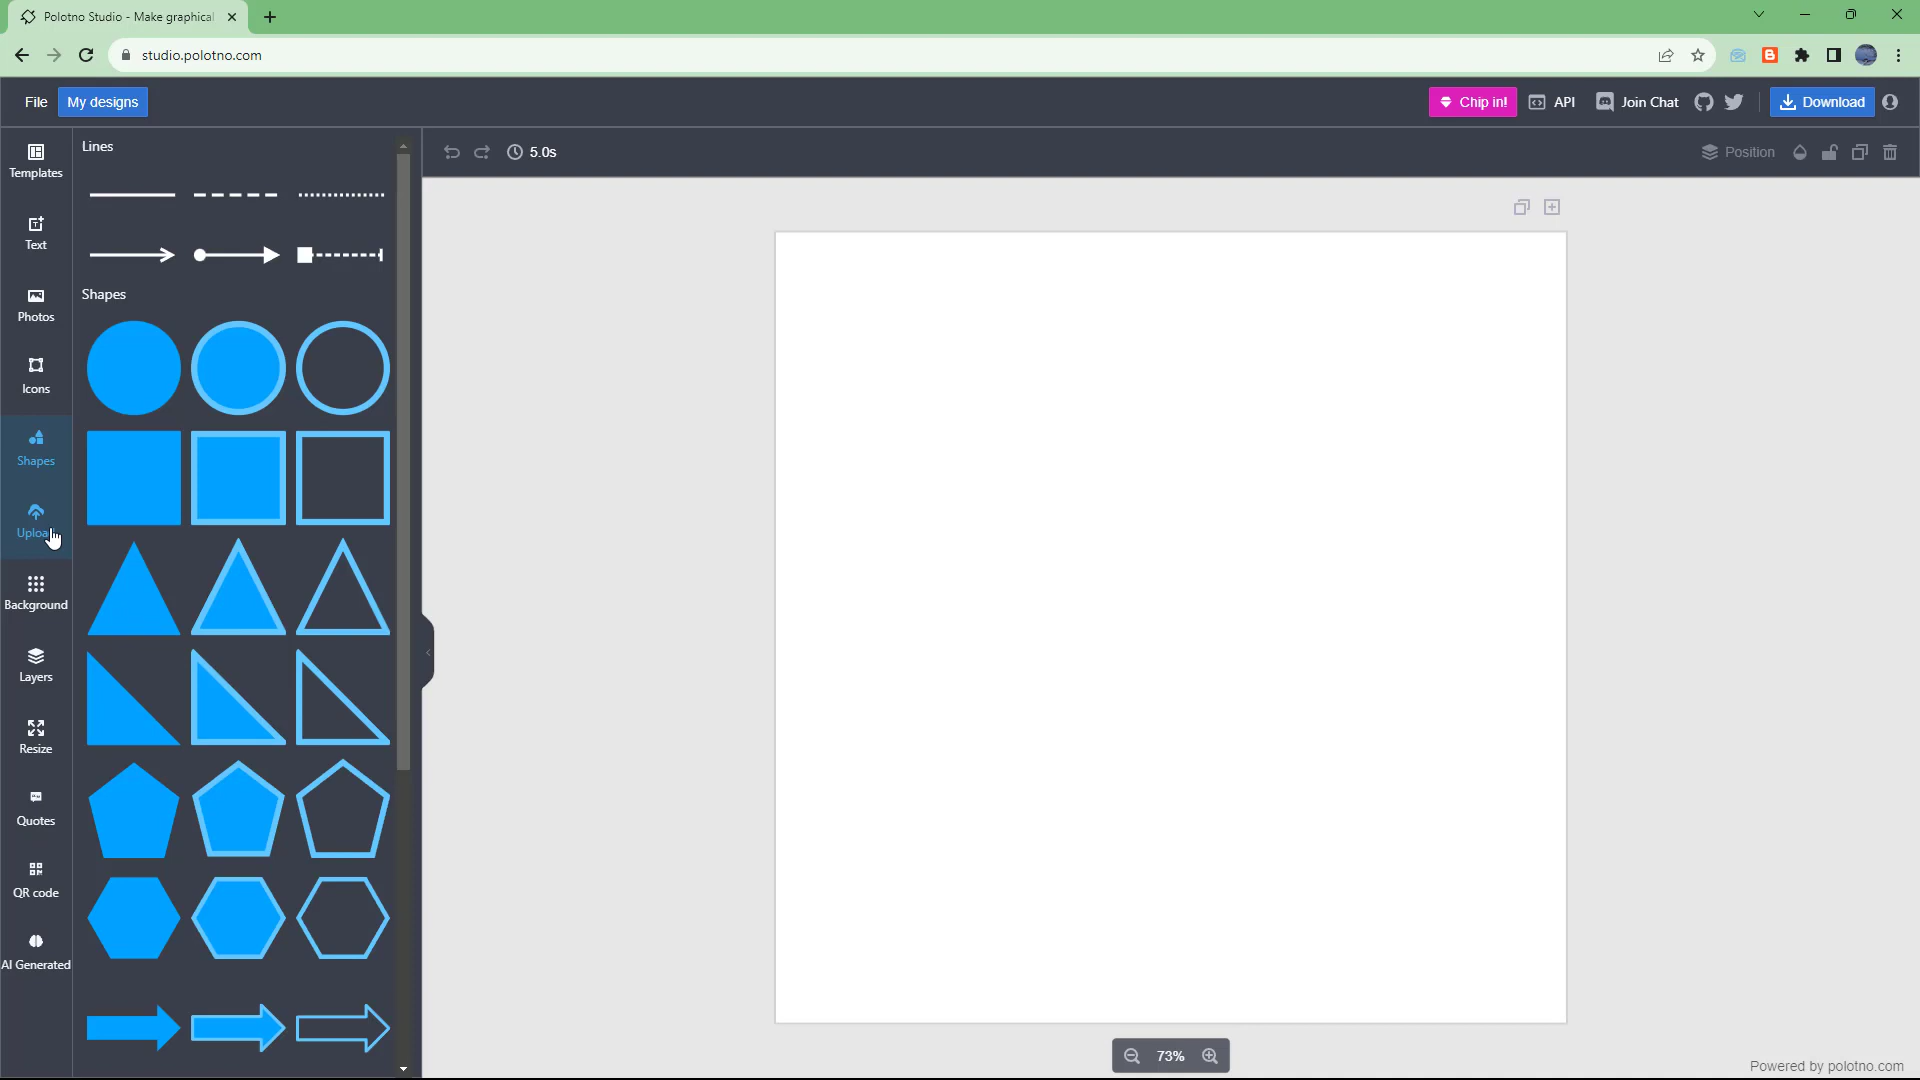 Polotno Studio - Make graphical
studio.polotno.com
File
My designs
Chip in!
API
Join Chat
Download
Templates
Text
Photos
Icons
Shapes
Background
Layers
Resize
Quotes
QR code
AI Generated
Lines
Shapes
5.0s
Position
73%
Powered by polotno.com